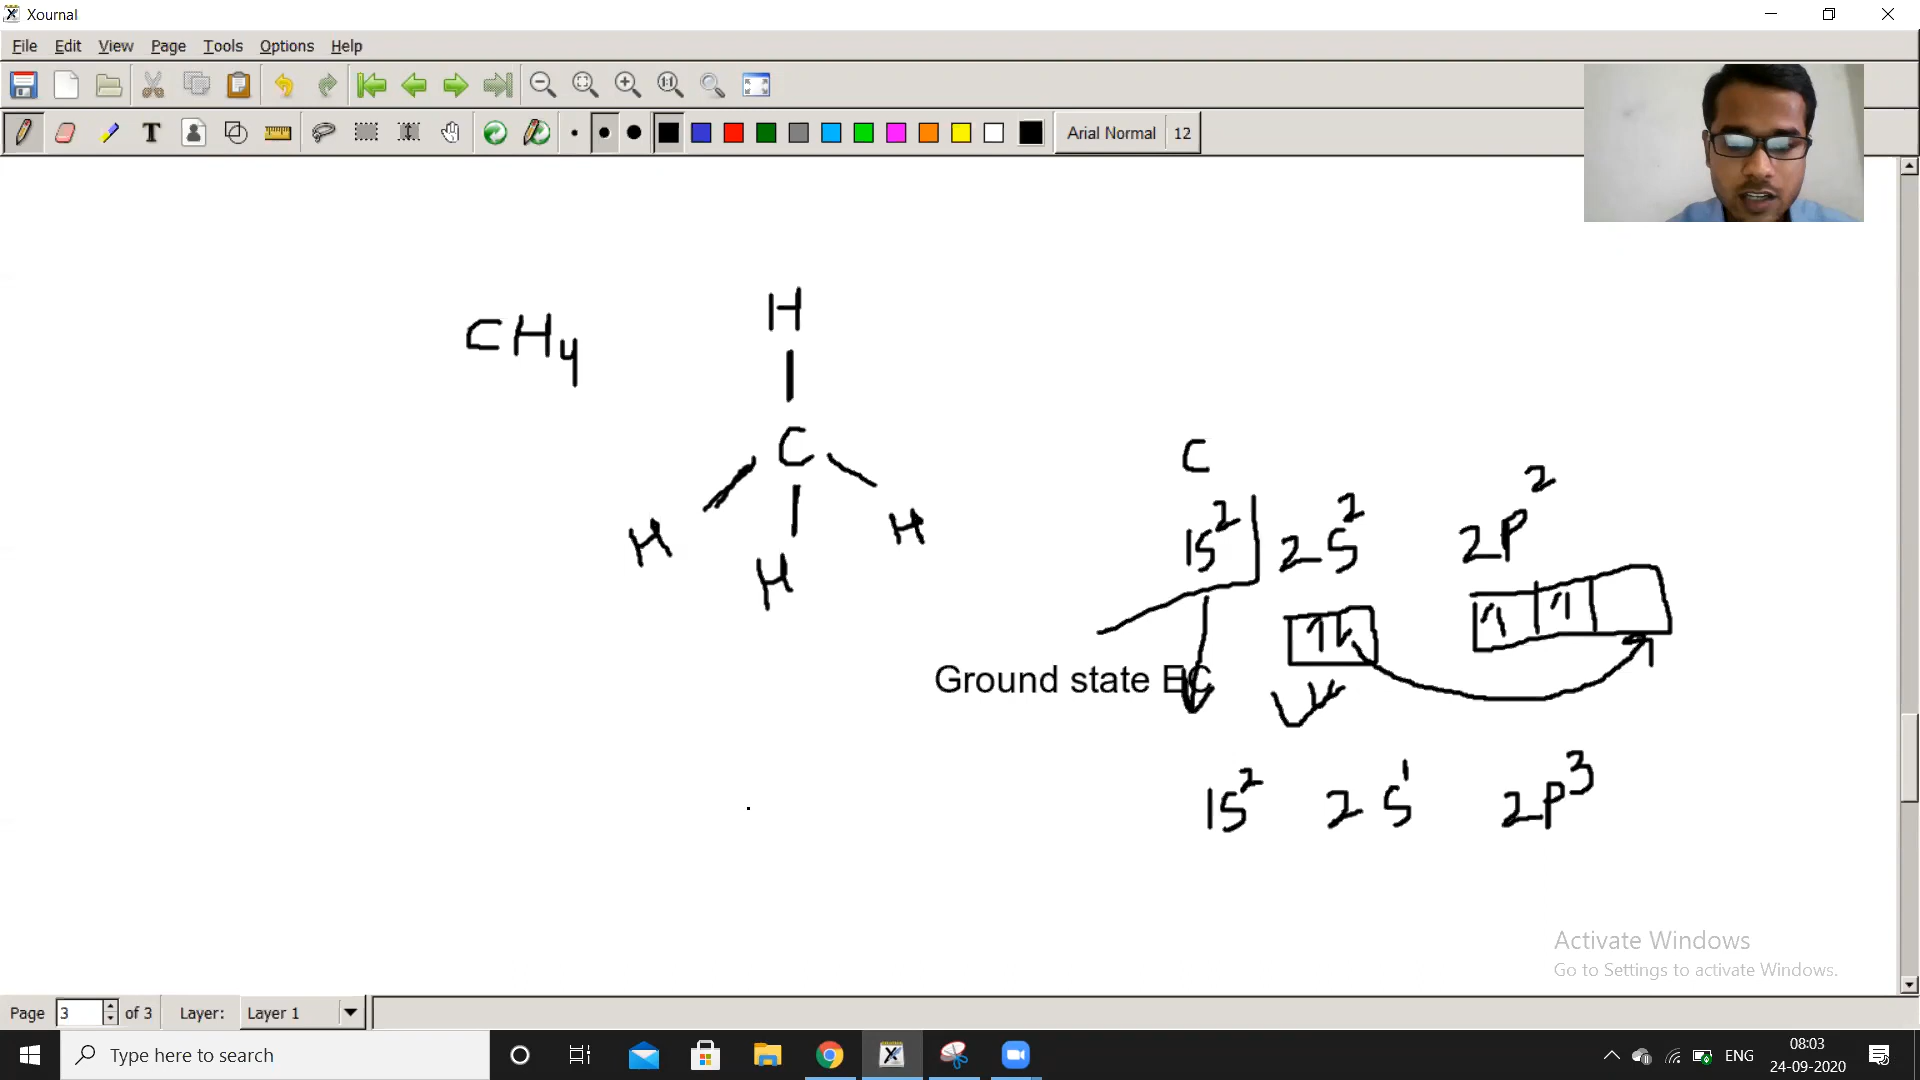 Xournal
File Edit View Page Tools Options Help
Arial Normal 12
CH4
H
C
H
H
H
C
1s² 2s² 2p²
Ground state EC
1s² 2s¹ 2p³
Activate Windows
Go to Settings to activate Windows.
Page 3 of 3 Layer: Layer 1
Type here to search
ENG
08:03
24-09-2020